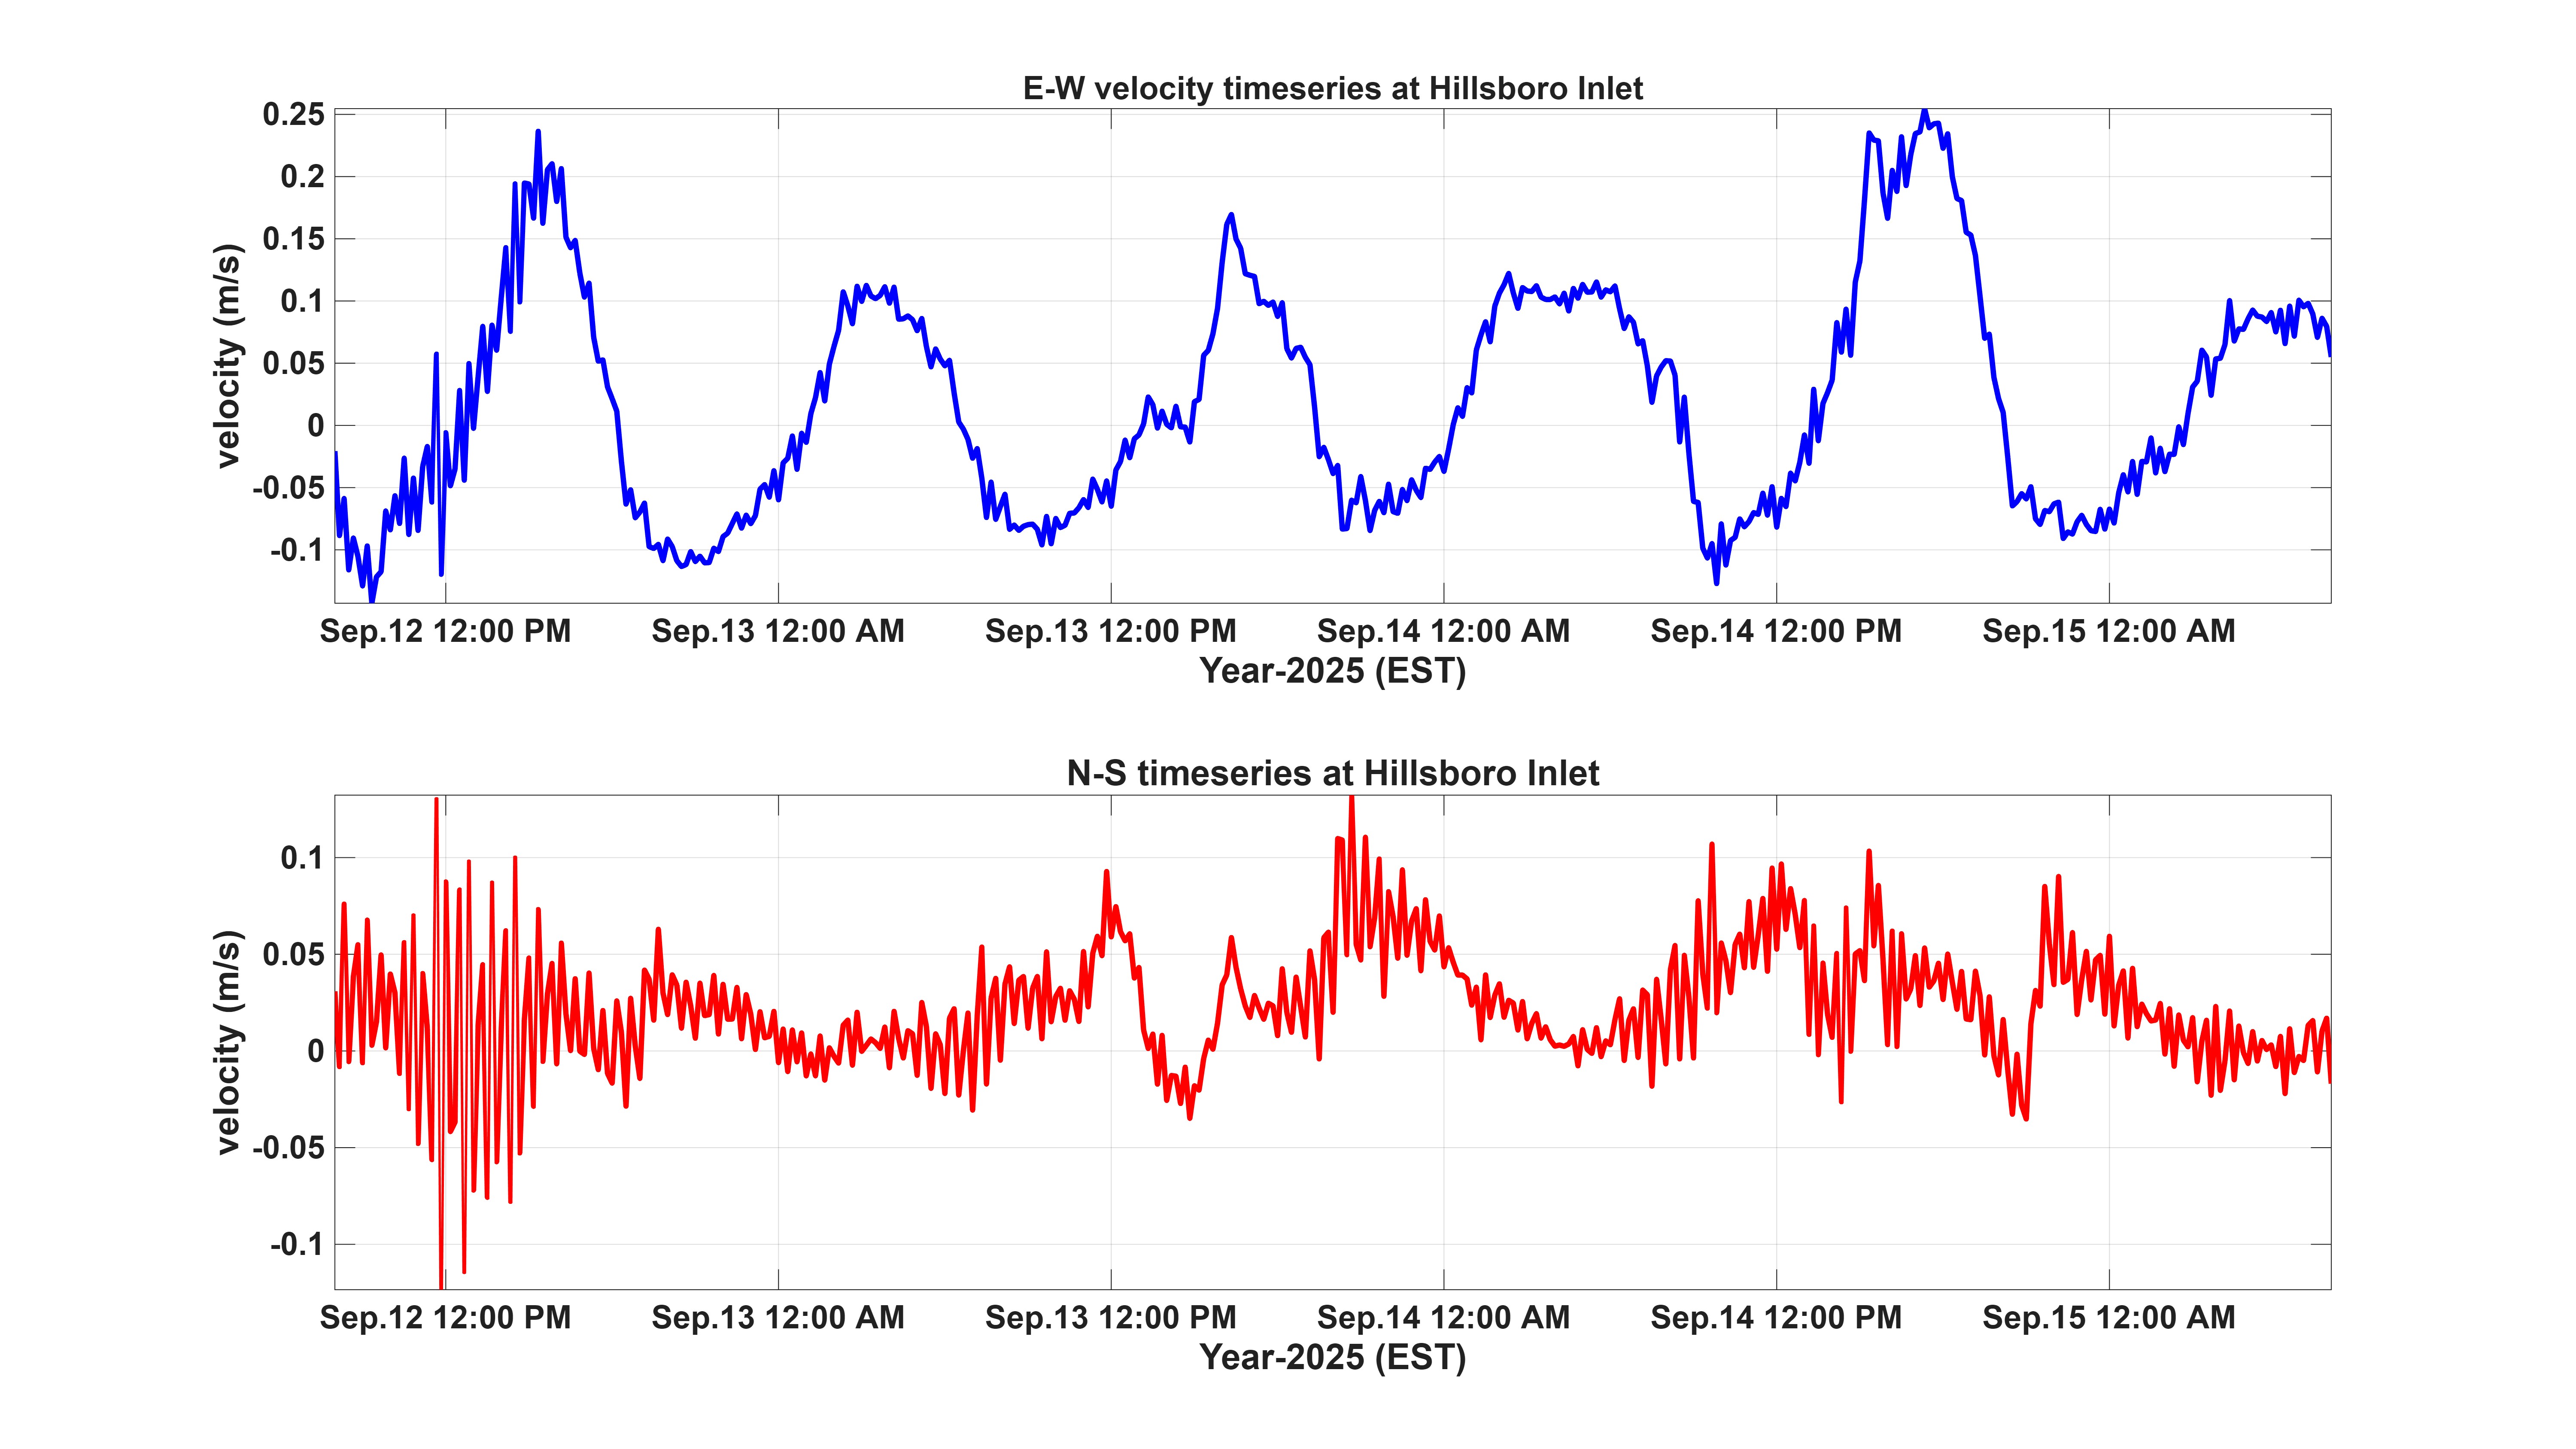 E-W velocity timeseries at Hillsboro Inlet
velocity (m/s)
0.25
0.2
0.15
0.1
0.05
0
-0.05
-0.1
Sep.12 12:00 PM Sep.13 12:00 AM Sep.13 12:00 PM Sep.14 12:00 AM Sep.14 12:00 PM Sep.15 12:00 AM
Year-2025 (EST)
N-S timeseries at Hillsboro Inlet
velocity (m/s)
0.1
0.05
0
-0.05
-0.1
Sep.12 12:00 PM Sep.13 12:00 AM Sep.13 12:00 PM Sep.14 12:00 AM Sep.14 12:00 PM Sep.15 12:00 AM
Year-2025 (EST)